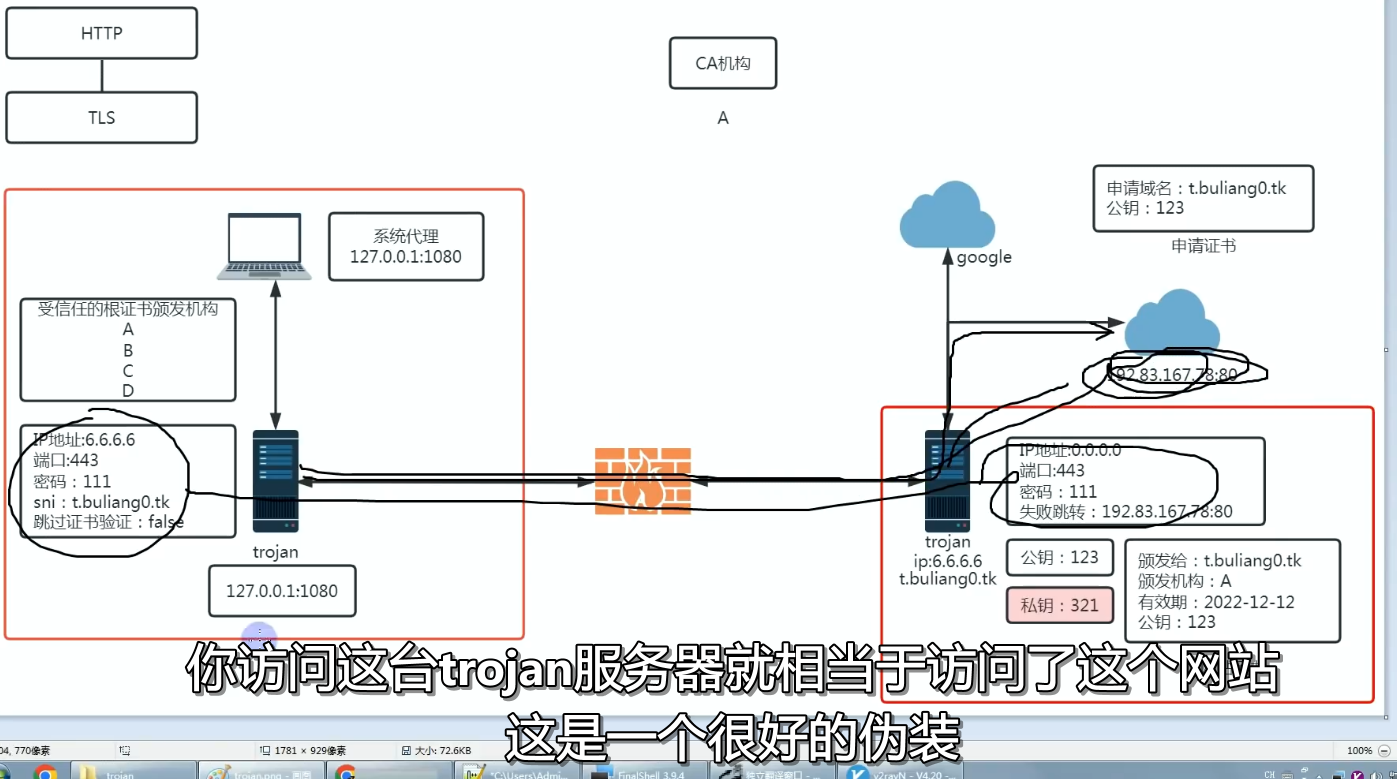 HTTP
TLS
CA机构
A
系统代理
127.0.0.1:1080
受信任的根证书颁发机构
A
B
C
D
IP地址:6.6.6.6
端口:443
密码：111
sni：t.buliang0.tk
跳过证书验证：false
trojan
127.0.0.1:1080
google
申请域名：t.buliang0.tk
公钥：123
申请证书
192.83.167.78:80
trojan
ip:6.6.6.6
t.buliang0.tk
IP地址:0.0.0.0
端口:443
密码：111
失败跳转：192.83.167.78:80
公钥：123
私钥：321
颁发给：t.buliang0.tk
颁发机构：A
有效期：2022-12-12
公钥：123
你访问这台trojan服务器就相当于访问了这个网站
这是一个很好的伪装
04, 770像素
1781 × 929像素
大小: 72.6KB
100%
trojan
trojan.png - 画图
*C:\Users\Admi...
FinalShell 3.9.4
独立翻译窗口 - ...
v2rayN - V4.20 -...
CH